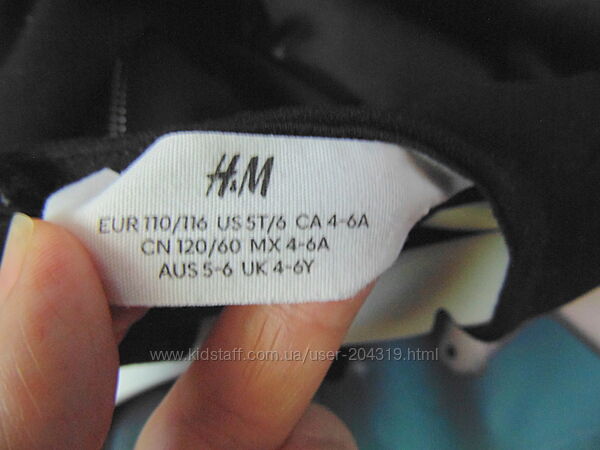 H&M
EUR 110/116 US 5T/6 CA 4-6A
CN 120/60 MX 4-6A
AUS 5-6 UK 4-6Y
www.kidstaff.com.ua/user-204319.html